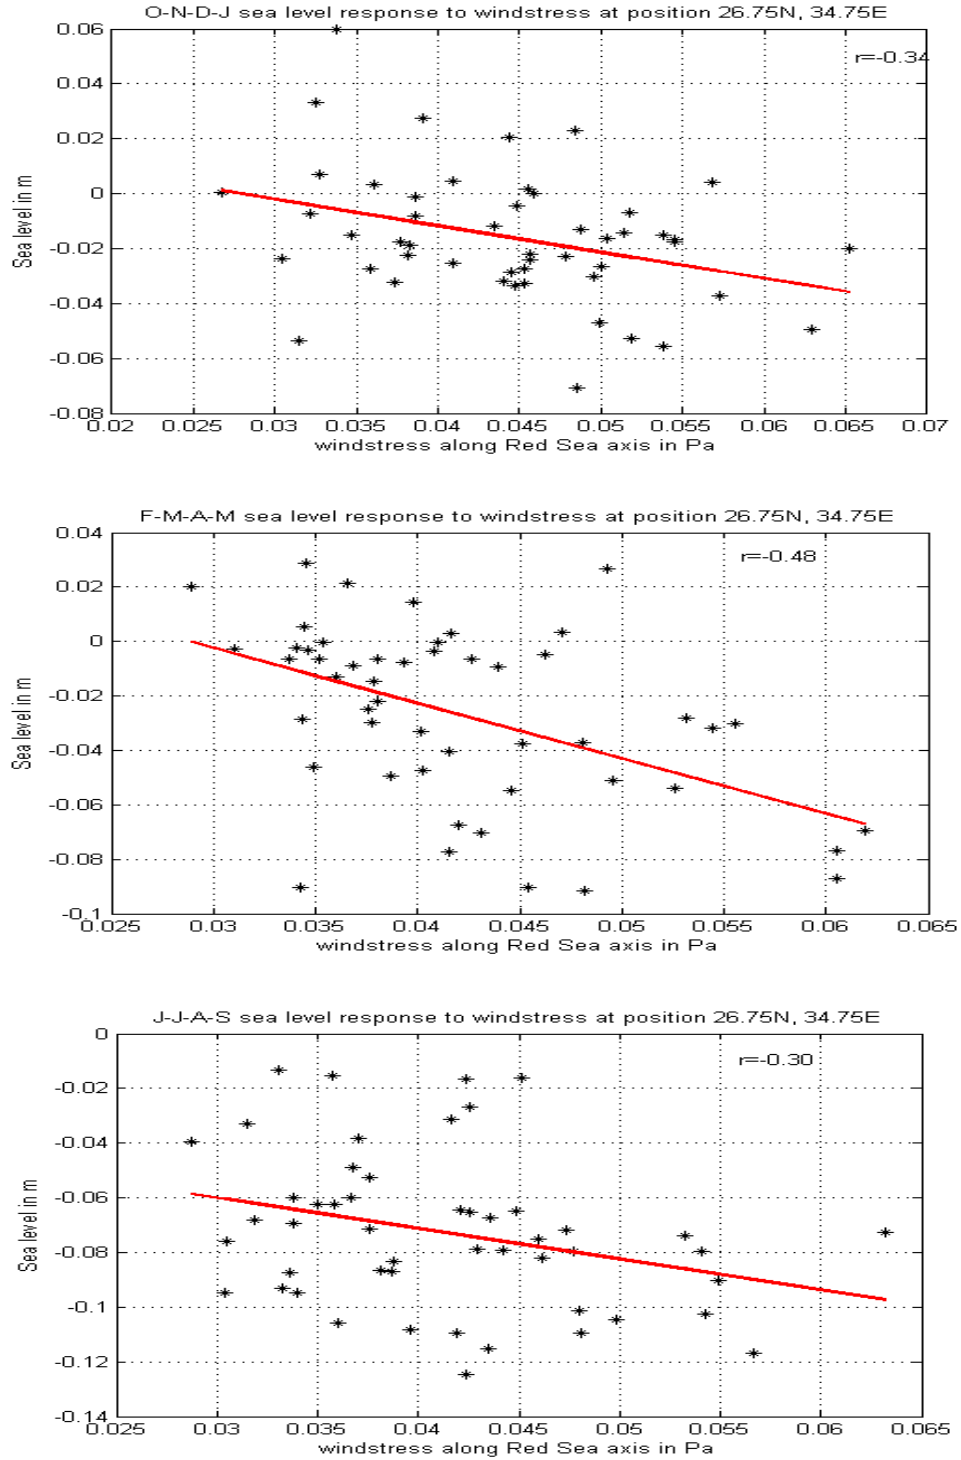 O-N-D-J sea level response to windstress at position 26.75N, 34.75E
r=-0.34
0.06
0.04
0.02
0
-0.02
-0.04
-0.06
-0.08
Sea level in m
0.02 0.025 0.03 0.035 0.04 0.045 0.05 0.055 0.06 0.065 0.07
windstress along Red Sea axis in Pa
F-M-A-M sea level response to windstress at position 26.75N, 34.75E
r=-0.48
0.04
0.02
0
-0.02
-0.04
-0.06
-0.08
-0.1
Sea level in m
0.025 0.03 0.035 0.04 0.045 0.05 0.055 0.06 0.065
windstress along Red Sea axis in Pa
J-J-A-S sea level response to windstress at position 26.75N, 34.75E
r=-0.30
0
-0.02
-0.04
-0.06
-0.08
-0.1
-0.12
-0.14
Sea level in m
0.025 0.03 0.035 0.04 0.045 0.05 0.055 0.06 0.065
windstress along Red Sea axis in Pa